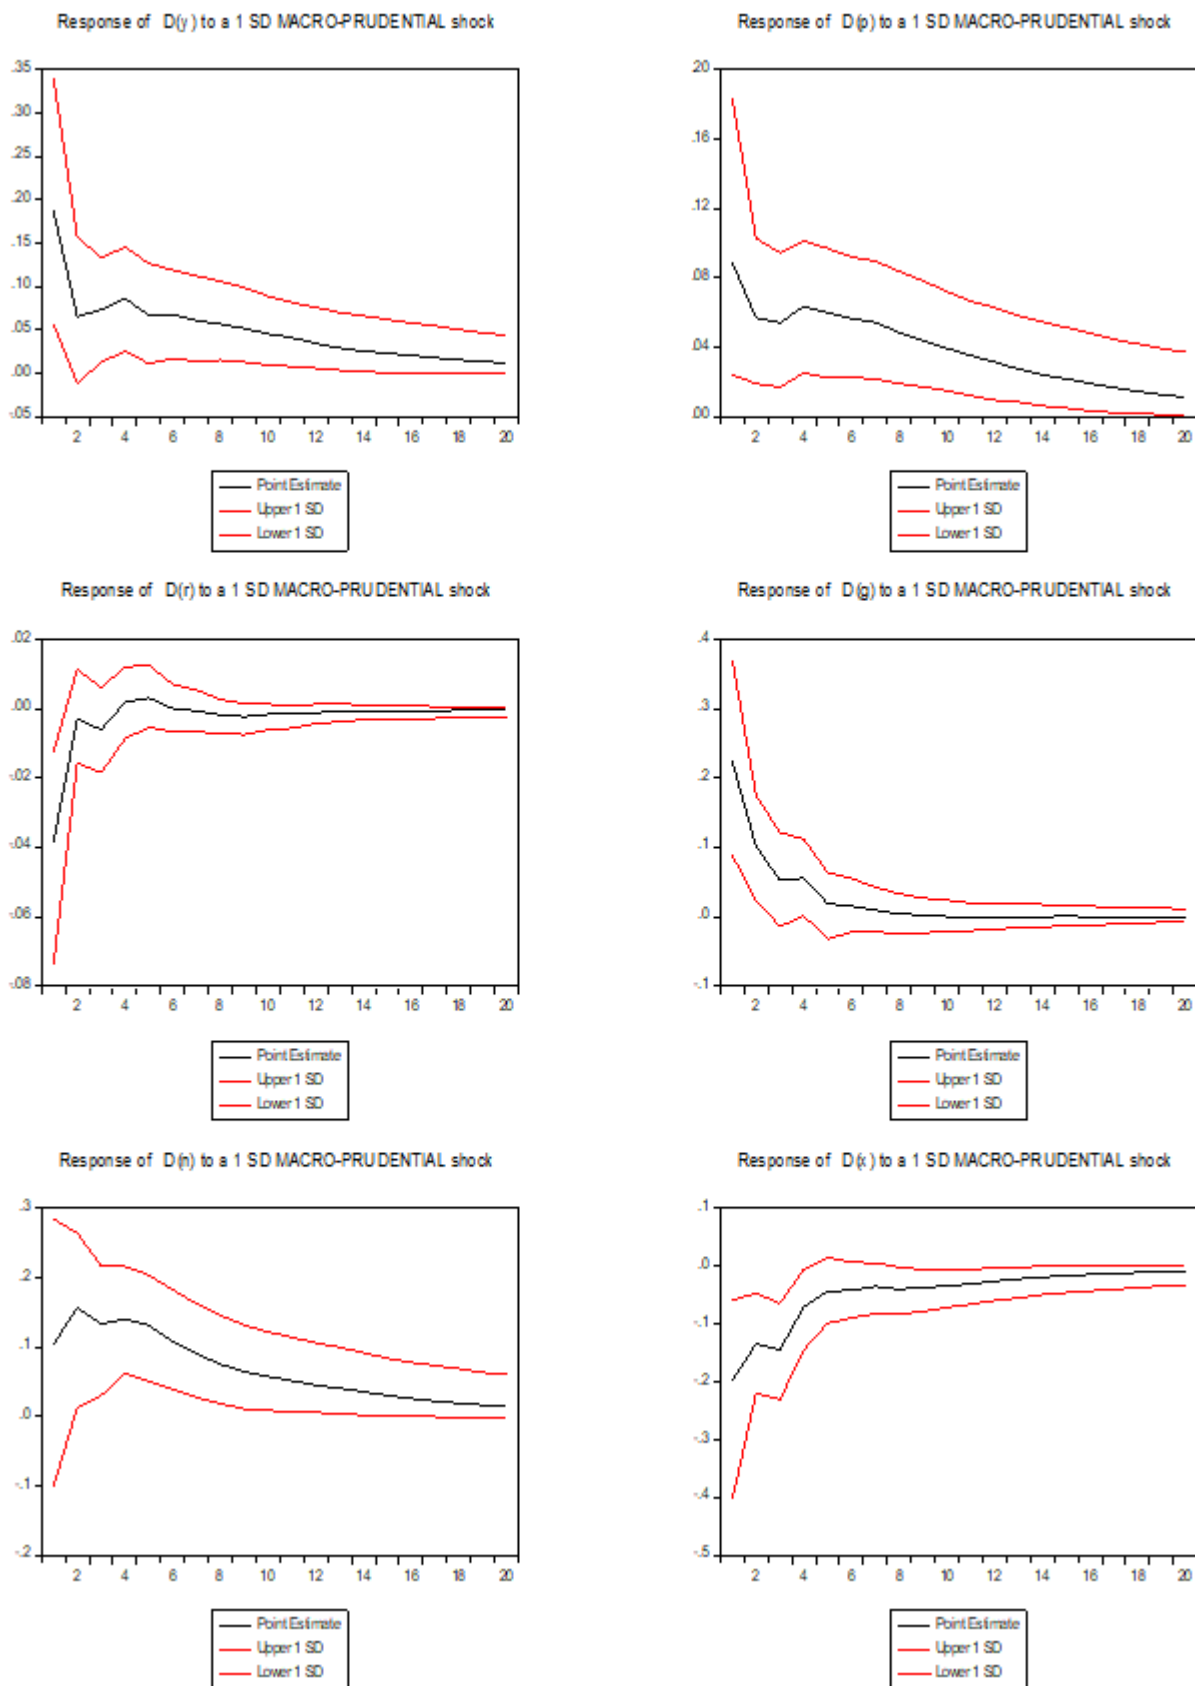 Response of D(y) to a 1 SD MACRO-PRUDENTIAL shock
.35
.30
.25
.20
.15
.10
.05
.00
-.05
2 4 6 8 10 12 14 16 18 20
Point Estimate
Upper 1 SD
Lower 1 SD
Response of D(p) to a 1 SD MACRO-PRUDENTIAL shock
.20
.16
.12
.08
.04
.00
2 4 6 8 10 12 14 16 18 20
Point Estimate
Upper 1 SD
Lower 1 SD
Response of D(r) to a 1 SD MACRO-PRUDENTIAL shock
.02
.00
-.02
-.04
-.06
-.08
2 4 6 8 10 12 14 16 18 20
Point Estimate
Upper 1 SD
Lower 1 SD
Response of D(g) to a 1 SD MACRO-PRUDENTIAL shock
.4
.3
.2
.1
.0
-.1
2 4 6 8 10 12 14 16 18 20
Point Estimate
Upper 1 SD
Lower 1 SD
Response of D(n) to a 1 SD MACRO-PRUDENTIAL shock
.3
.2
.1
.0
-.1
-.2
2 4 6 8 10 12 14 16 18 20
Point Estimate
Upper 1 SD
Lower 1 SD
Response of D(x) to a 1 SD MACRO-PRUDENTIAL shock
.1
.0
-.1
-.2
-.3
-.4
-.5
2 4 6 8 10 12 14 16 18 20
Point Estimate
Upper 1 SD
Lower 1 SD